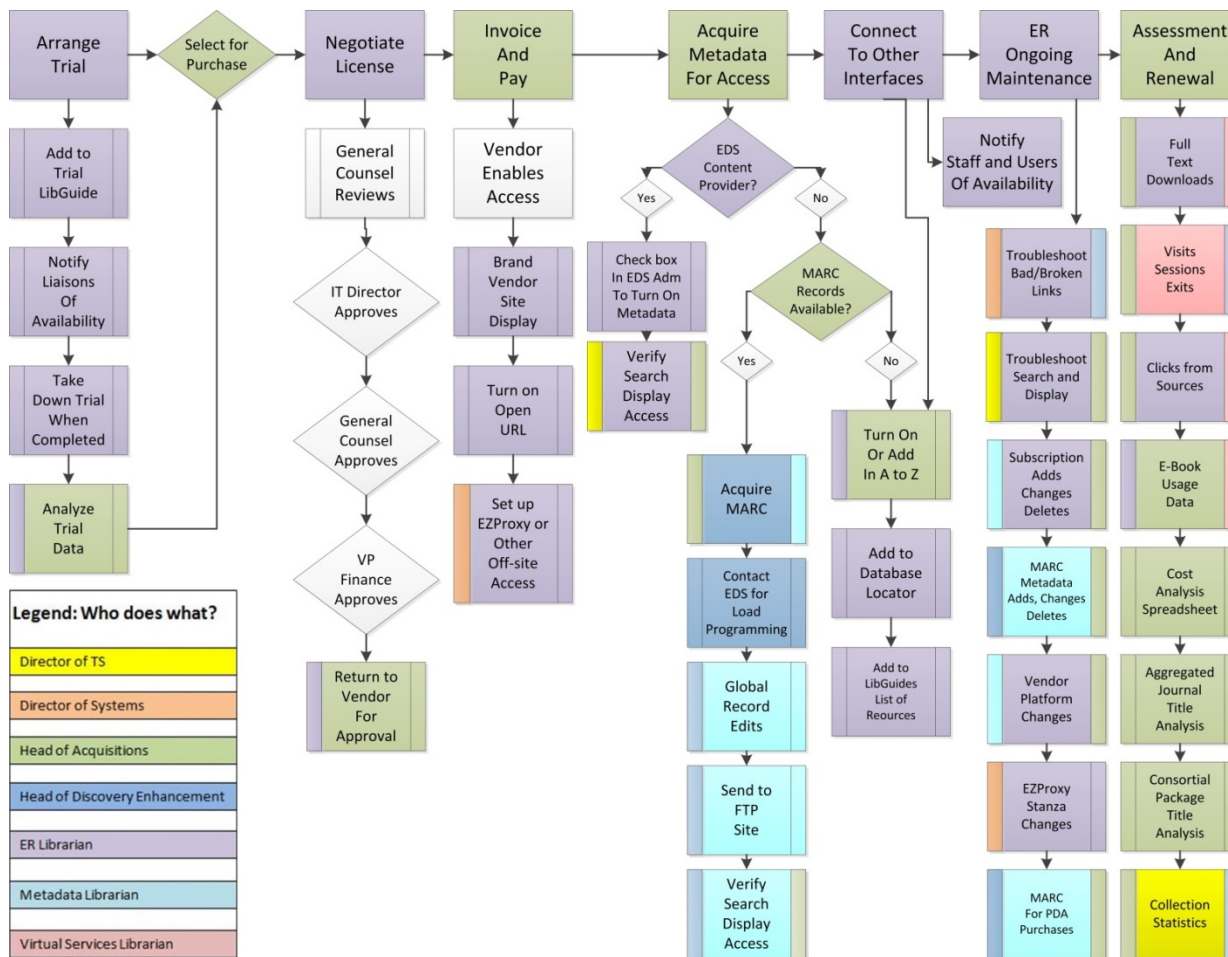 Arrange
Trial
Select for
Purchase
Negotiate
License
Invoice
And
Pay
Acquire
Metadata
For Access
Connect
To Other
Interfaces
ER
Ongoing
Maintenance
Assessment
And
Renewal
Add to
Trial
LibGuide
Notify
Liaisons
Of
Availability
Take
Down Trial
When
Completed
Analyze
Trial
Data
General
Counsel
Reviews
IT Director
Approves
General
Counsel
Approves
VP
Finance
Approves
Return to
Vendor
For
Approval
Vendor
Enables
Access
Brand
Vendor
Site
Display
Turn on
Open
URL
Set up
EZProxy or
Other
Off-site
Access
EDS
Content
Provider?
Yes
No
Check box
In EDS Adm
To Turn On
Metadata
Verify
Search
Display
Access
MARC
Records
Available?
Yes
No
Acquire
MARC
Contact
EDS for
Load
Programming
Global
Record
Edits
Send to
FTP
Site
Verify
Search
Display
Access
Turn On
Or Add
In A to Z
Add to
Database
Locator
Add to
LibGuides
List of
Reources
Notify
Staff and Users
Of Availability
Troubleshoot
Bad/Broken
Links
Troubleshoot
Search and
Display
Subscription
Adds
Changes
Deletes
MARC
Metadata
Adds, Changes
Deletes
Vendor
Platform
Changes
EZProxy
Stanza
Changes
MARC
For PDA
Purchases
Full
Text
Downloads
Visits
Sessions
Exits
Clicks from
Sources
E-Book
Usage
Data
Cost
Analysis
Spreadsheet
Aggregated
Journal
Title
Analysis
Consortial
Package
Title
Analysis
Collection
Statistics
Legend: Who does what?
Director of TS
Director of Systems
Head of Acquisitions
Head of Discovery Enhancement
ER Librarian
Metadata Librarian
Virtual Services Librarian